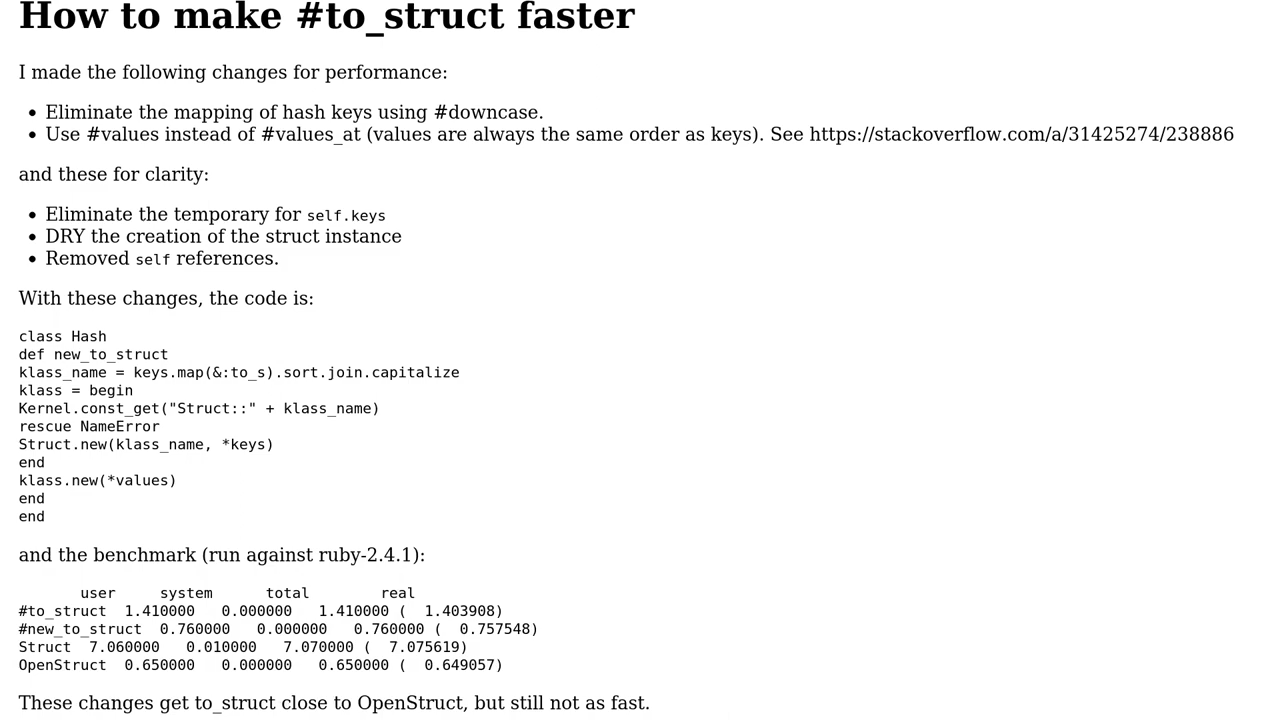 How to make #to_struct faster
I made the following changes for performance:
• Eliminate the mapping of hash keys using #downcase.
• Use #values instead of #values_at (values are always the same order as keys). See https://stackoverflow.com/a/31425274/238886
and these for clarity:
• Eliminate the temporary for self.keys
• DRY the creation of the struct instance
• Removed self references.
With these changes, the code is:
class Hash
def new_to_struct
klass_name = keys.map(&:to_s).sort.join.capitalize
klass = begin
Kernel.const_get("Struct::" + klass_name)
rescue NameError
Struct.new(klass_name, *keys)
end
klass.new(*values)
end
end
and the benchmark (run against ruby-2.4.1):
user     system      total        real
#to_struct  1.410000   0.000000   1.410000 (  1.403908)
#new_to_struct  0.760000   0.000000   0.760000 (  0.757548)
Struct  7.060000   0.010000   7.070000 (  7.075619)
OpenStruct  0.650000   0.000000   0.650000 (  0.649057)
These changes get to_struct close to OpenStruct, but still not as fast.